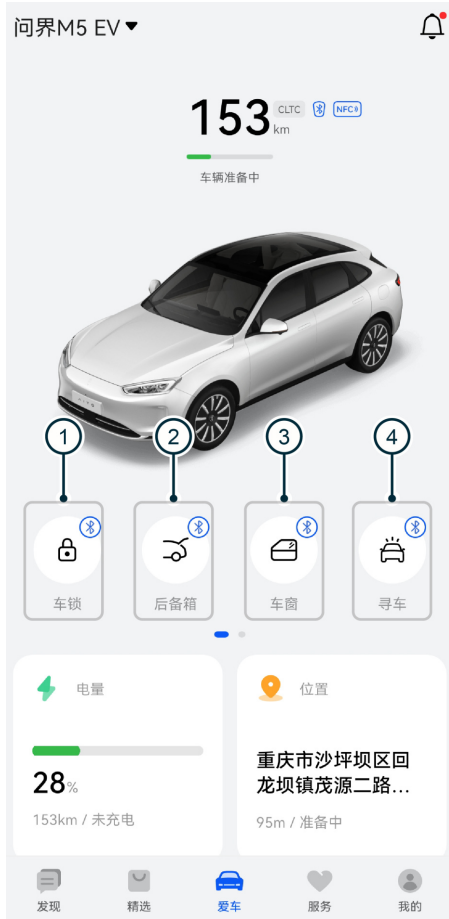 问界M5 EV
153
CLTC
NFC
km
车辆准备中
1
2
3
4
车锁
后备箱
车窗
寻车
电量
位置
28%
153km / 未充电
重庆市沙坪坝区回
龙坝镇茂源二路...
95m / 准备中
发现
精选
爱车
服务
我的